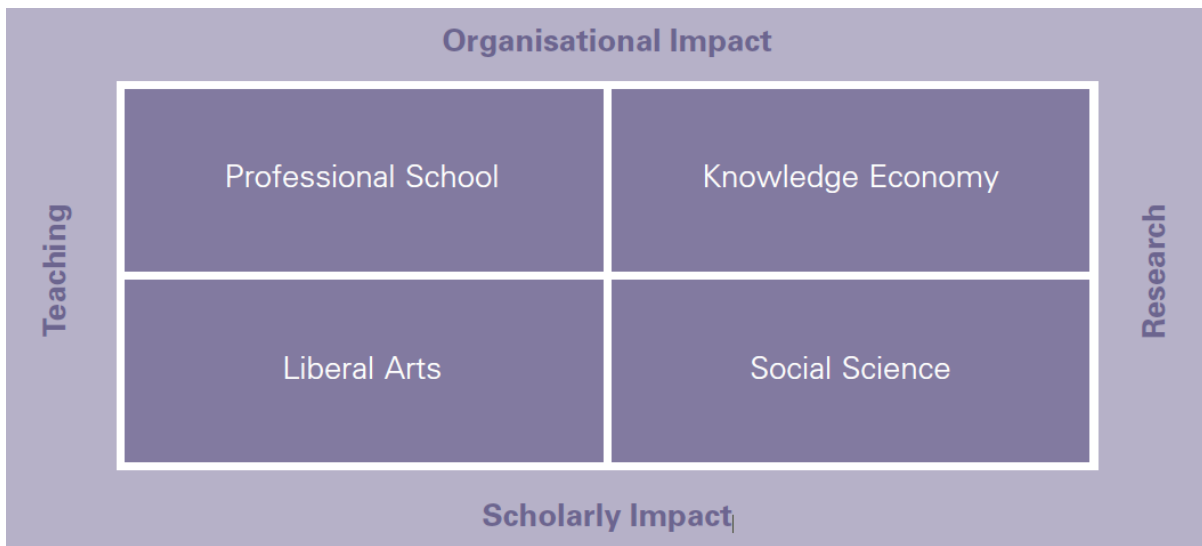 Organisational Impact
Professional School
Knowledge Economy
Teaching
Research
Liberal Arts
Social Science
Scholarly Impact